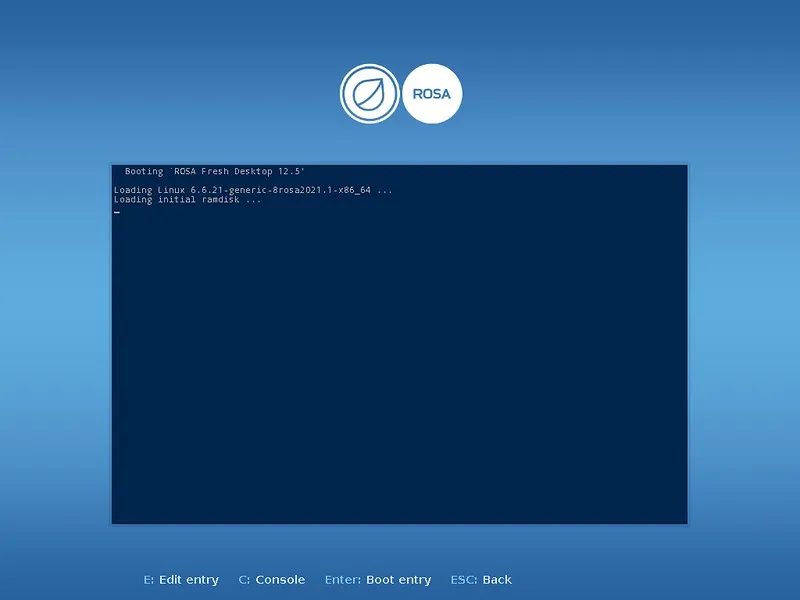 ROSA
Booting `ROSA Fresh Desktop 12.5'
Loading Linux 6.6.21-generic-8rosa2021.1-x86_64 ...
Loading initial ramdisk ...
E: Edit entry C: Console Enter: Boot entry ESC: Back